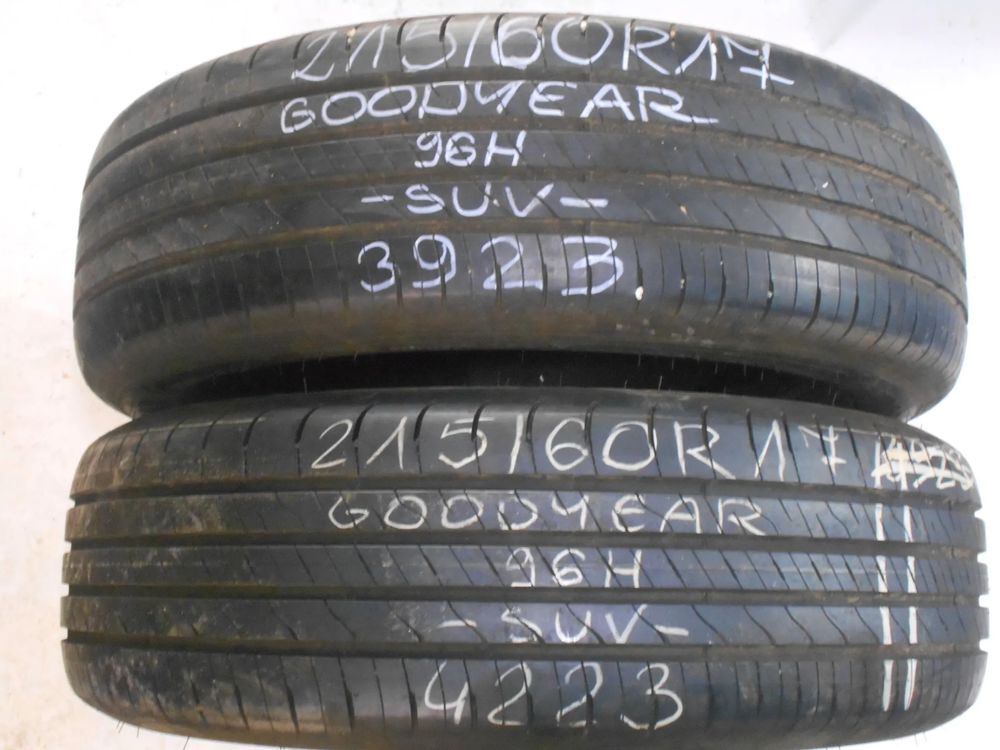 215/60R17
GOODYEAR
96H
-SUV-
3923
215/60R17
GOODYEAR
96H
-SUV-
4223